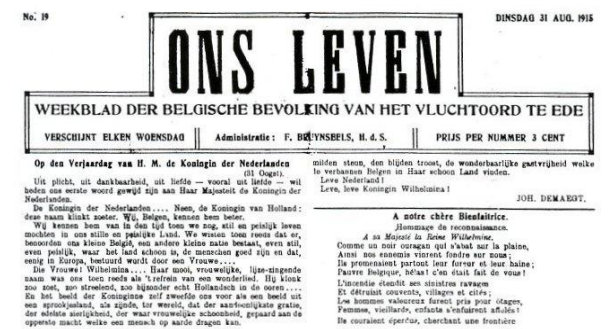 No. 19
DINSDAG 31 AUG. 1915
ONS LEVEN
WEEKBLAD DER BELGISCHE BEVOLKING VAN HET VLUCHTOORD TE EDE
VERSCHIJNT ELKEN WOENSDAG
Administratie: F. BRUYNSEELS, H. d. S.
PRIJS PER NUMMER 3 CENT
Op den Verjaardag van H. M. de Koningin der Nederlanden
(31 Oogst).
Uit plicht, uit dankbaarheid, uit liefde — vooral uit liefde — wil
heden ons eerste woord gewijd zijn aan Haar Majesteit de Koningin der
Nederlanden.
De Koningin der Nederlanden.... Neen, de Koningin van Holland:
deze naam klinkt zoeter. Wij, Belgen, kennen hem beter.
Wij kennen hem van in den tijd toen we nog, stil en peislijk leven
mochten in ons stille en peislijk Land. We wisten toen reeds dat er,
benoorden ons kleine België, een andere kleine natie bestaat, even stil,
even peislijk, waar het land schoon is, de menschen goed zijn en dat,
eenig in Europa, bestuurd wordt door een Vrouw....
Die Vrouwe! Wilhelmina.... Haar mooi, vrouwelijke, lijze-zingende
naam was ons toen reeds als 't refrein van een wonderlied. Hij klonk
zoo zoet, zoo streelend, zoo bijzonder echt Hollandsch in de ooren....
En het beeld der Koninginne zelf zweefde ons voor als een beeld uit
een sprookjesland, als zijnde, ter wereld, dat der aanfoenlijkste gratie,
der edelste sierlijkheid, der waar vrouwelijke schoonheid, gepaard aan de
opperste macht welke een mensch op aarde dragen kan.
milden steun, den blijden troost, de wonderbaarlijke gastvrijheid welke
te verbannen Belgen in Haar schoon Land vinden.
Leve Nederland!
Leve, leve Koningin Wilhelmina!
JOH. DEMAEGT.
A notre chère Bienfaitrice.
Hommage de reconnaissance.
A sa Majesté la Reine Wilhelmine.
Comme un noir ouragan qui s'abat sur la plaine,
Ainsi nos ennemis vinrent fondre sur nous;
Ils promenaient partout leur fureur et leur haine;
Pauvre Belgique, hélas! c'en était fait de vous!
L'incendie étendit ses sinistres ravages
Et détruisit couvents, villages et cités;
Les hommes valoureux furent pris pour otages,
Femmes, vieillards, enfants s'enfuirent affolés!
Ils couraient éperdus, cherchant une frontière